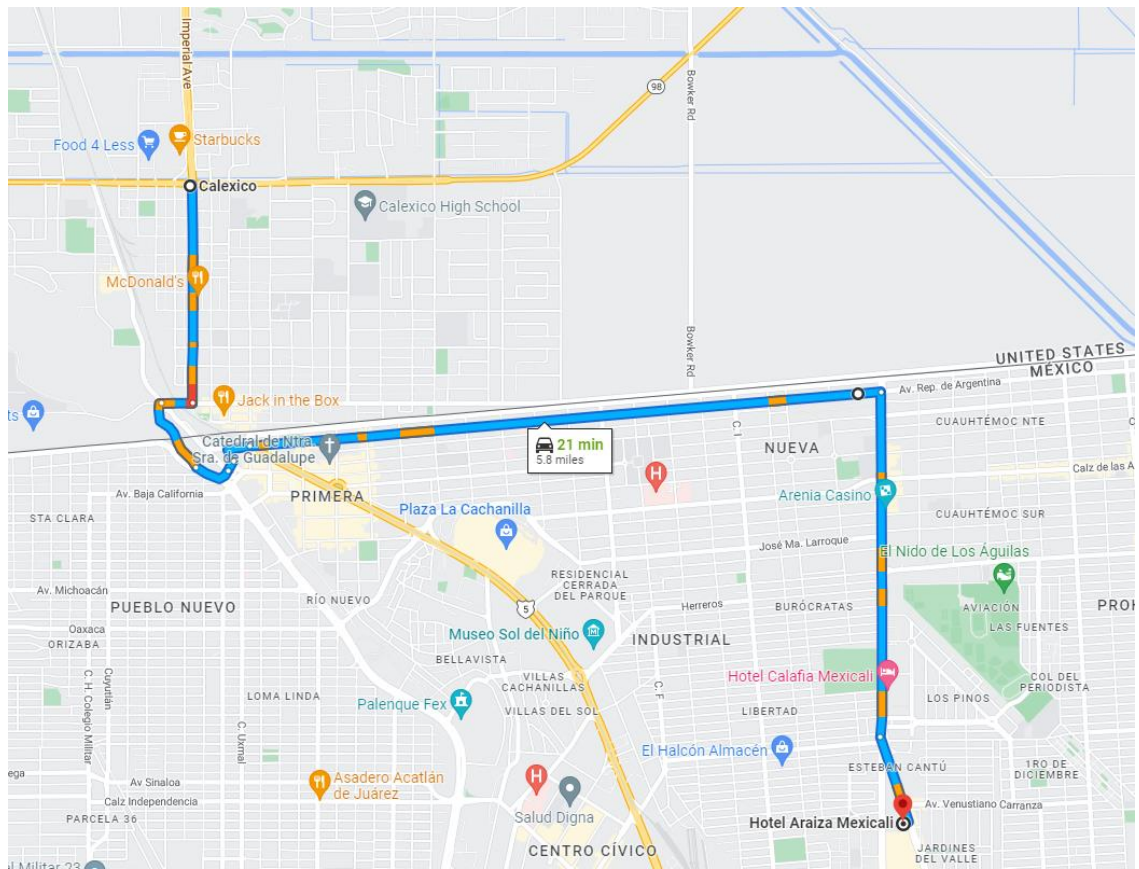 Imperial Ave
98
Bowker Rd
Food 4 Less
Starbucks
Calexico
Calexico High School
McDonald's
Bowker Rd
UNITED STATES
MÉXICO
Av. Rep. de Argentina
ts
Jack in the Box
CUAUHTÉMOC NTE
C. I
Catedral de Ntra.
Sra. de Guadalupe
21 min
5.8 miles
NUEVA
Calz de las A
H
Av. Baja California
PRIMERA
Arenia Casino
STA CLARA
Plaza La Cachanilla
CUAUHTÉMOC SUR
José Ma. Larroque
El Nido de Los Águilas
RESIDENCIAL
CERRADA
DEL PARQUE
Av. Michoacán
PUEBLO NUEVO
RÍO NUEVO
5
Herreros
BURÓCRATAS
AVIACIÓN
PROH
LAS FUENTES
Oaxaca
ORIZABA
Museo Sol del Niño
INDUSTRIAL
BELLAVISTA
C. H. Colegio Militar
Cuyutlán
VILLAS
CACHANILLAS
C. F
Hotel Calafia Mexicali
COL DEL
PERIODISTA
LOMA LINDA
Palenque Fex
VILLAS DEL SOL
LIBERTAD
LOS PINOS
C. Uxmal
El Halcón Almacén
ega
Av Sinaloa
Asadero Acatlán
de Juárez
H
ESTEBAN CANTÚ
1RO DE
DICIEMBRE
Calz Independencia
PARCELA 36
Salud Digna
Av. Venustiano Carranza
Hotel Araiza Mexicali
CENTRO CÍVICO
JARDINES
DEL VALLE
el Militar 23